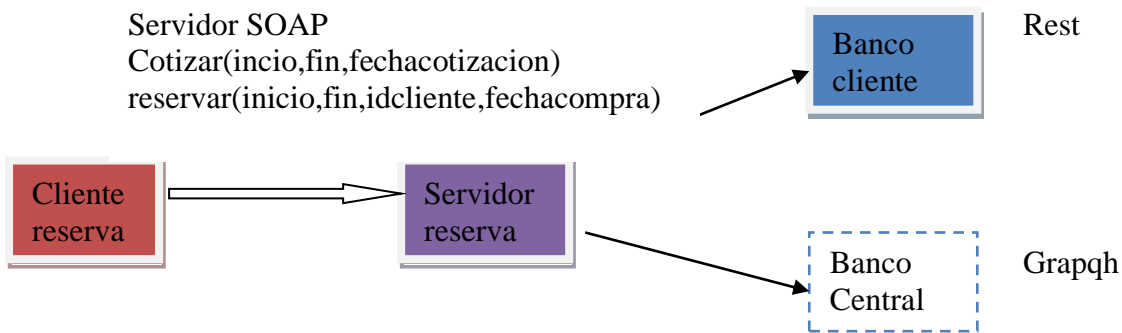 Servidor SOAP
Cotizar(incio,fin,fechacotizacion)
reservar(inicio,fin,idcliente,fechacompra)
Banco
cliente
Rest
Cliente
reserva
Servidor
reserva
Banco
Central
Grapqh